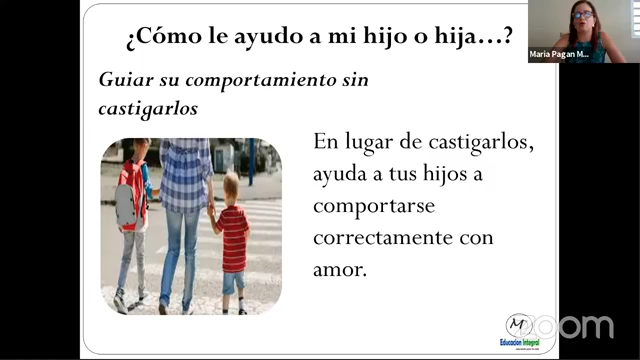 ¿Cómo le ayudo a mi hijo o hija…?
Maria Pagan M...
Guiar su comportamiento sin
castigarlos
En lugar de castigarlos,
ayuda a tus hijos a
comportarse
correctamente con
amor.
zoom
Educacion Integral